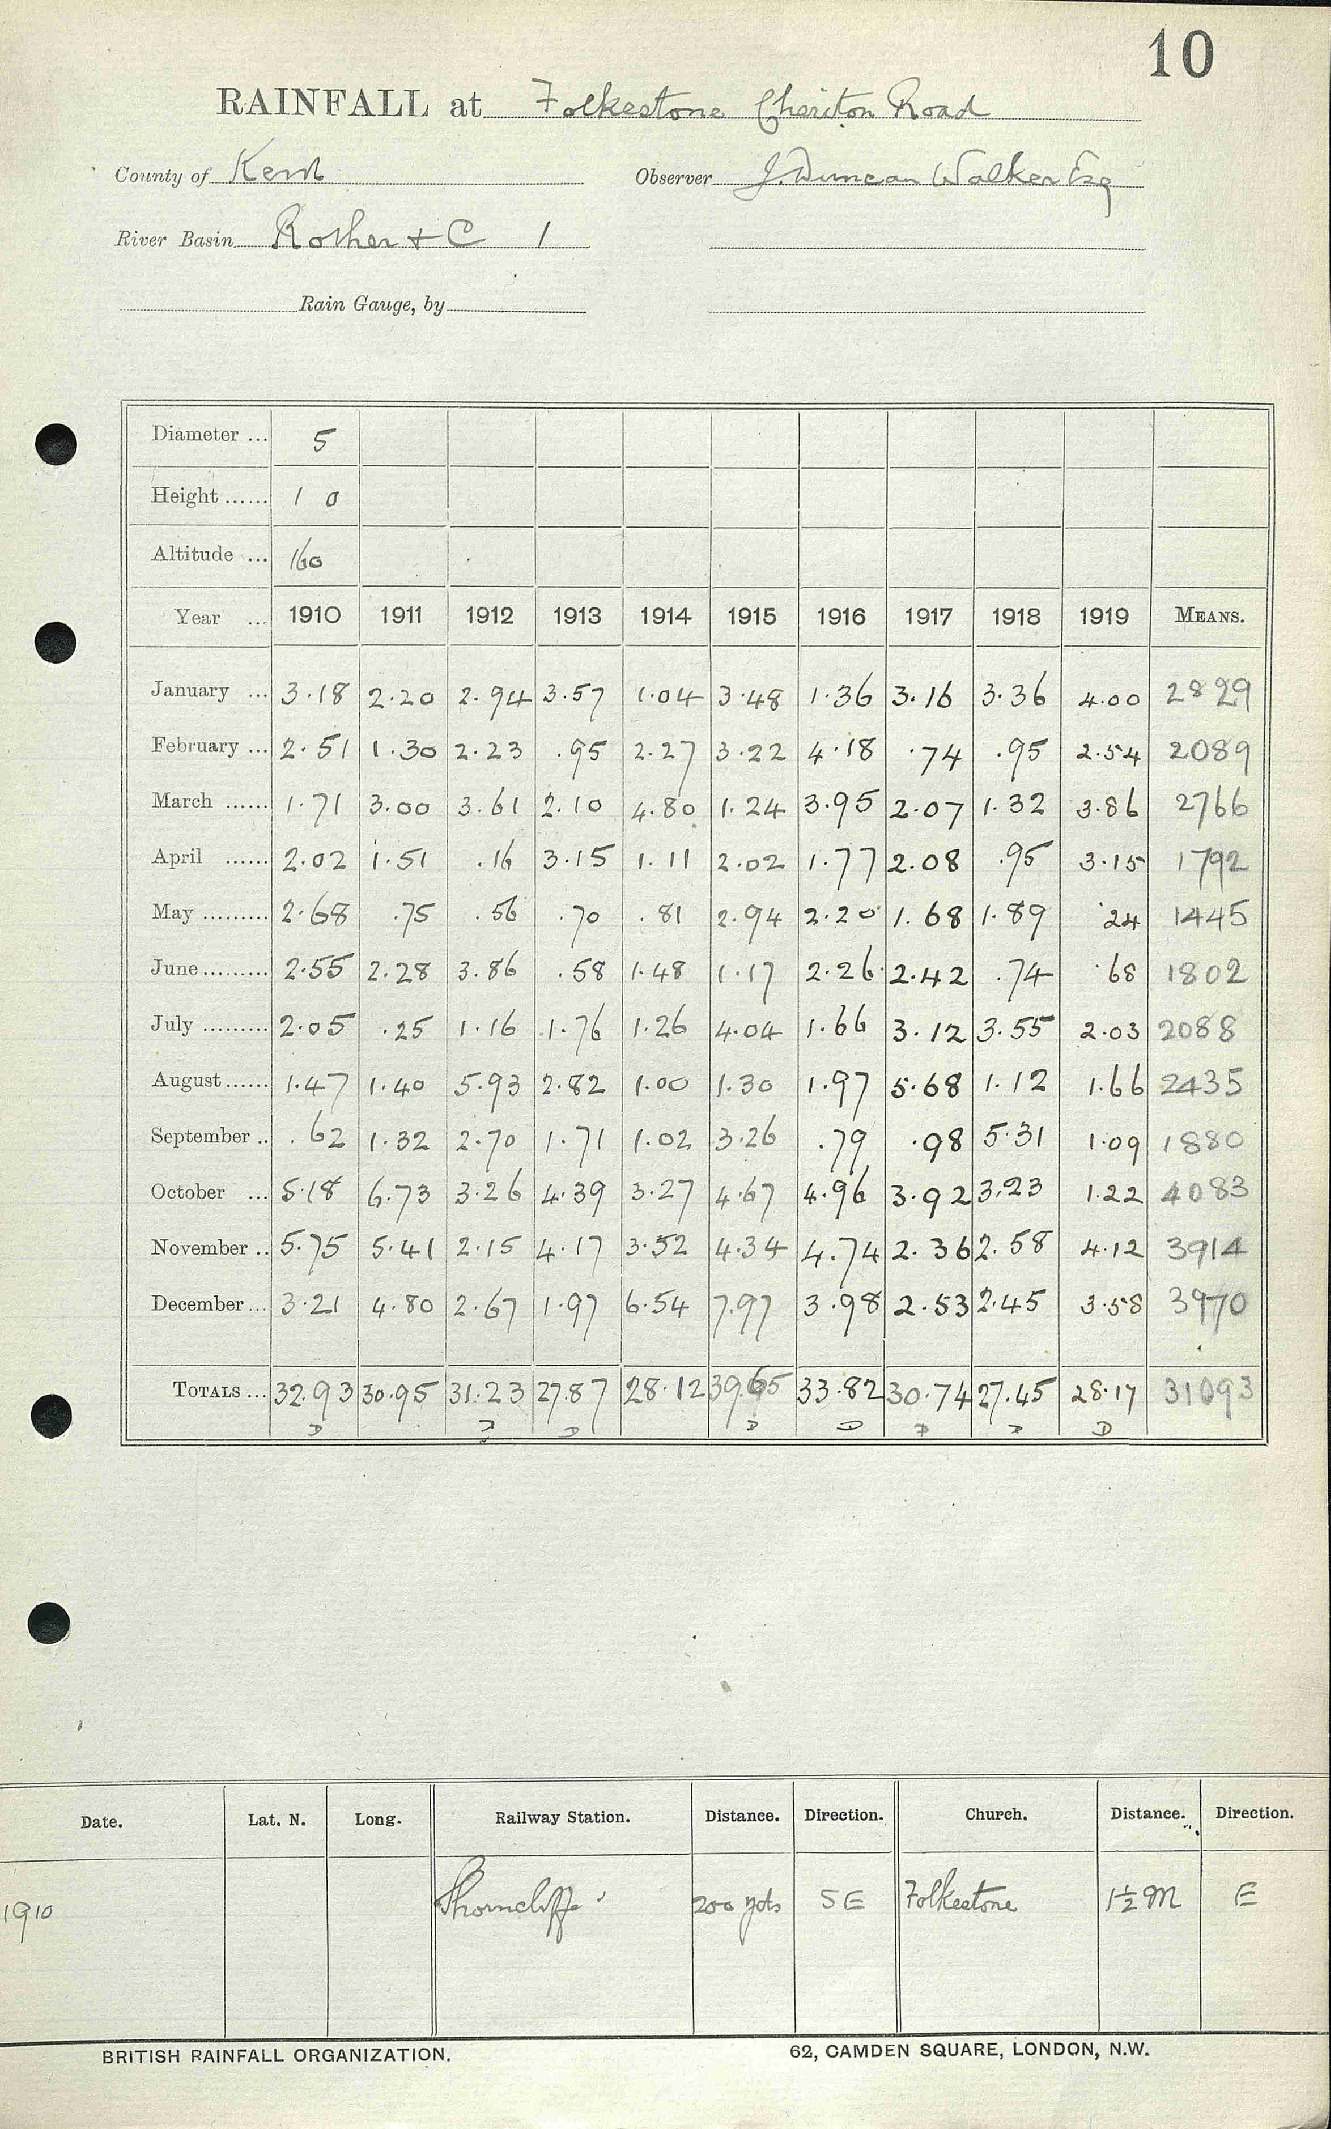 10
RAINFALL at Folkestone Cheriton Road
County of Kent Observer J. Duncan Walker Esq
River Basin Rother + C 1
Rain Gauge, by
Diameter ... 5
Height ...... 1 0
Altitude ... 160
Year ... 1910 1911 1912 1913 1914 1915 1916 1917 1918 1919 MEANS.
January ... 3.18 2.20 2.94 3.57 1.04 3.48 1.36 3.16 3.36 4.00 2829
February ... 2.51 1.30 2.23 .95 2.27 3.22 4.18 .74 .95 2.54 2089
March ...... 1.71 3.00 3.61 2.10 4.80 1.24 3.95 2.07 1.32 3.86 2766
April ...... 2.02 1.51 .16 3.15 1.11 2.02 1.77 2.08 .95 3.15 1792
May ......... 2.68 .75 .56 .70 .81 2.94 2.20 1.68 1.89 .24 1445
June ......... 2.55 2.28 3.86 .58 1.48 1.17 2.26 2.42 .74 .68 1802
July ......... 2.05 .25 1.16 1.76 1.26 4.04 1.66 3.12 3.55 2.03 2088
August ...... 1.47 1.40 5.93 2.82 1.00 1.30 1.97 5.68 1.12 1.66 2435
September .. .62 1.32 2.70 1.71 1.02 3.26 .79 .98 5.31 1.09 1880
October ... 5.18 6.73 3.26 4.39 3.27 4.67 4.96 3.92 3.23 1.22 4083
November .. 5.75 5.41 2.15 4.17 3.52 4.34 4.74 2.36 2.58 4.12 3914
December ... 3.21 4.80 2.67 1.97 6.54 7.97 3.98 2.53 2.45 3.58 3970
TOTALS ... 32.93 30.95 31.23 27.87 28.12 39.65 33.82 30.74 27.45 28.17 31093
D D D D D D D D
Date. Lat. N. Long. Railway Station. Distance. Direction. Church. Distance. Direction.
1910 Shorncliffe 200 yds SE Folkestone 1½ M E
BRITISH RAINFALL ORGANIZATION. 62, CAMDEN SQUARE, LONDON, N.W.